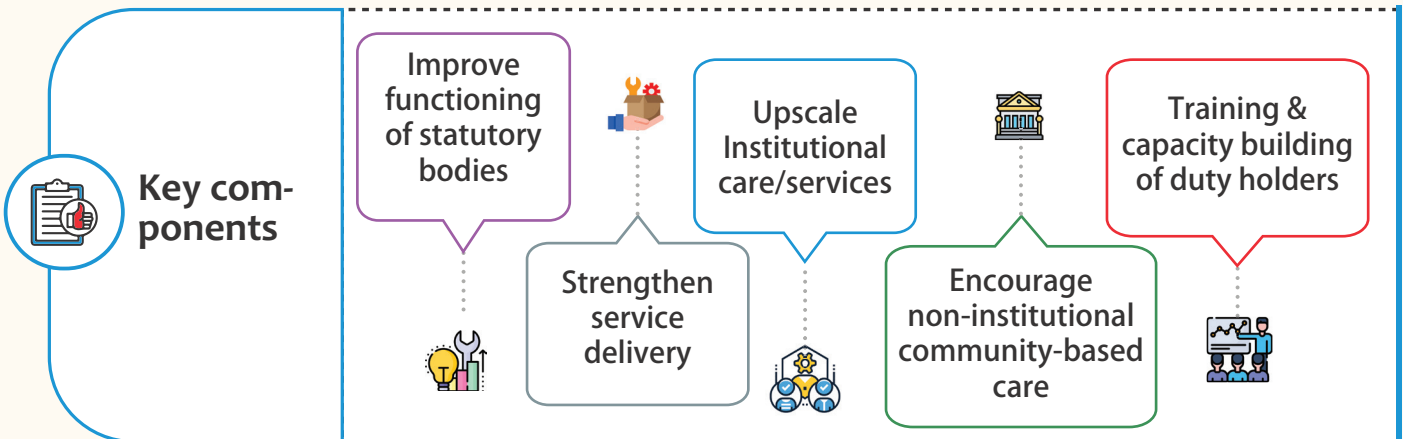 Key com-
ponents
Improve
functioning
of statutory
bodies
Strengthen
service
delivery
Upscale
Institutional
care/services
Encourage
non-institutional
community-based
care
Training &
capacity building
of duty holders